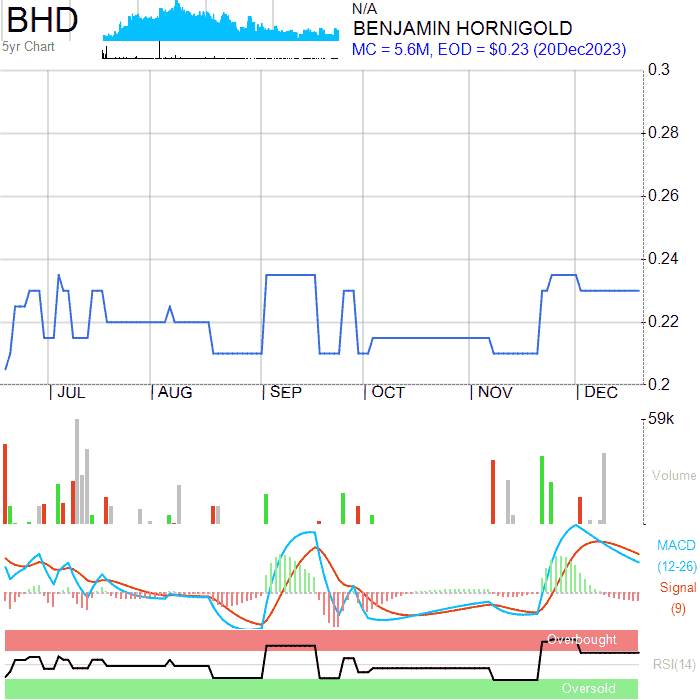 BHD
5yr Chart
N/A
BENJAMIN HORNIGOLD
MC = 5.6M, EOD = $0.23 (20Dec2023)
0.3
0.28
0.26
0.24
0.22
0.2
JUL AUG SEP OCT NOV DEC
59k
Volume
MACD
(12-26)
Signal
(9)
Overbought
RSI(14)
Oversold